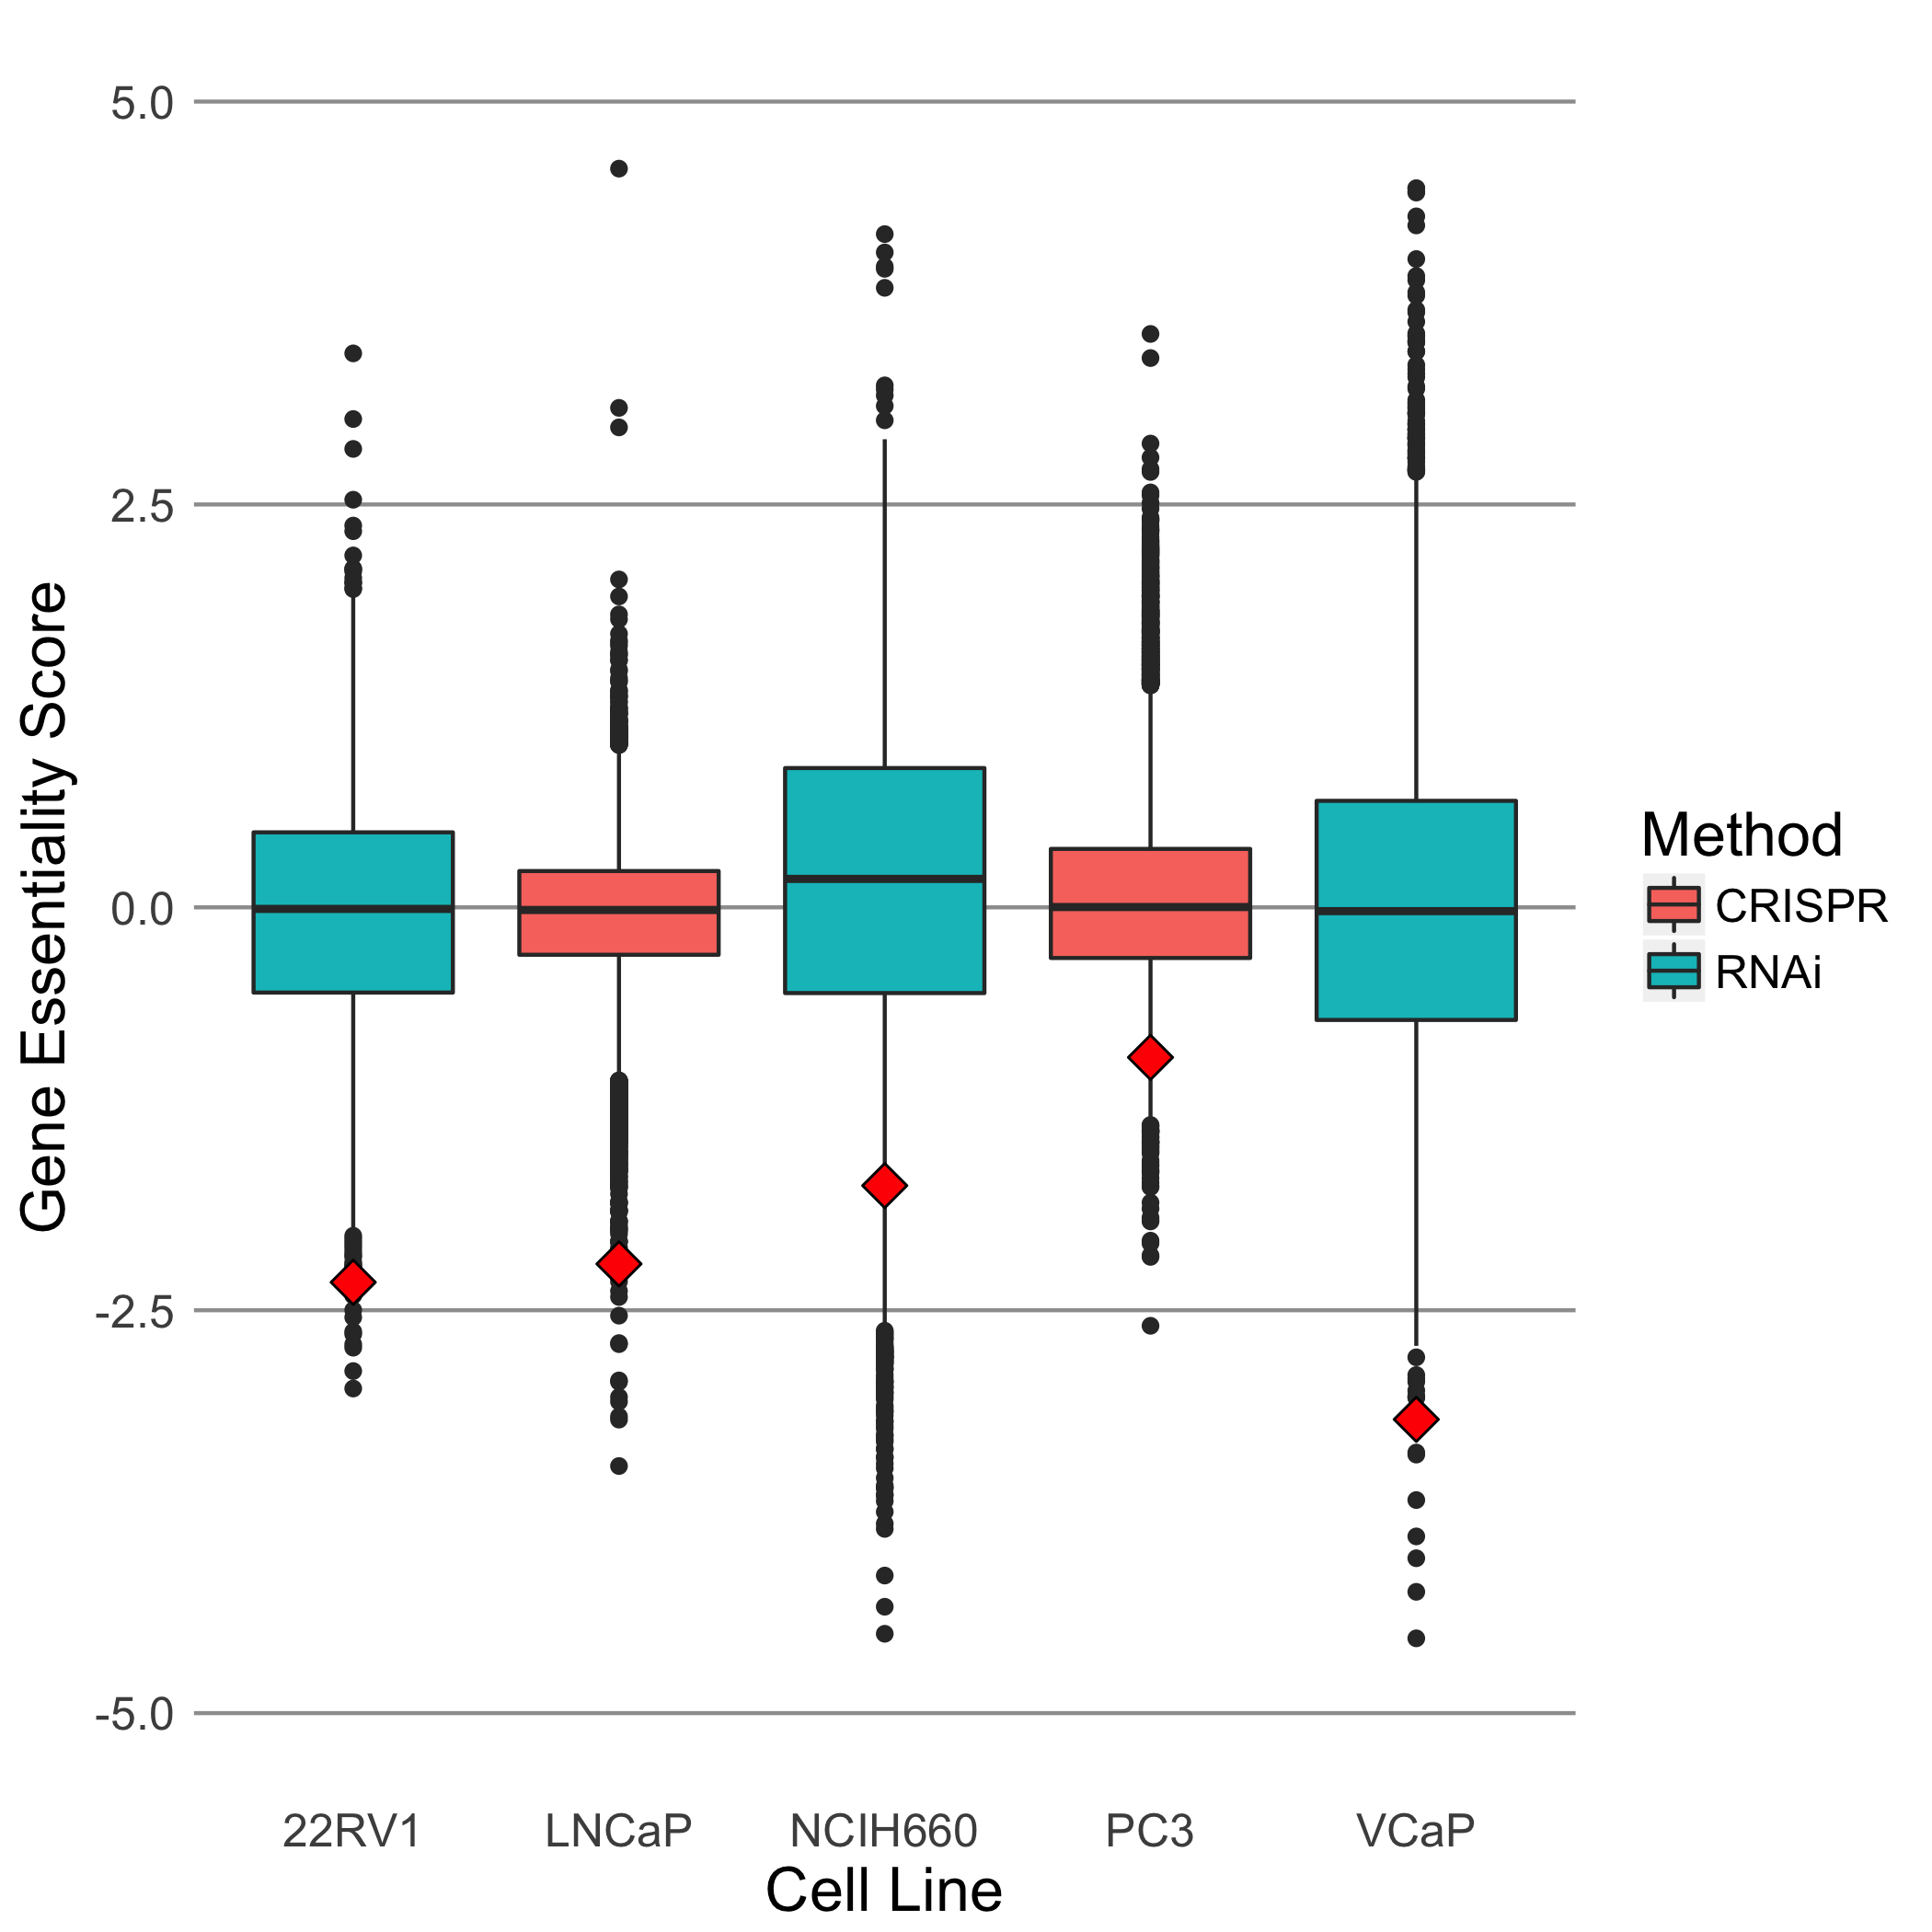 5.0
2.5
0.0
-2.5
-5.0
Gene Essentiality Score
22RV1 LNCaP NCIH660 PC3 VCaP
Cell Line
Method
CRISPR
RNAi